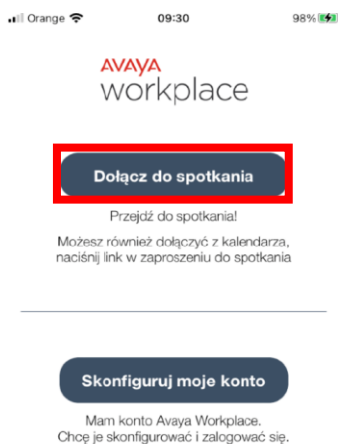 Orange 09:30 98%
AVAYA
workplace
Dołącz do spotkania
Przejdź do spotkania!
Możesz również dołączyć z kalendarza,
naciśnij link w zaproszeniu do spotkania
Skonfiguruj moje konto
Mam konto Avaya Workplace.
Chcę je skonfigurować i zalogować się.